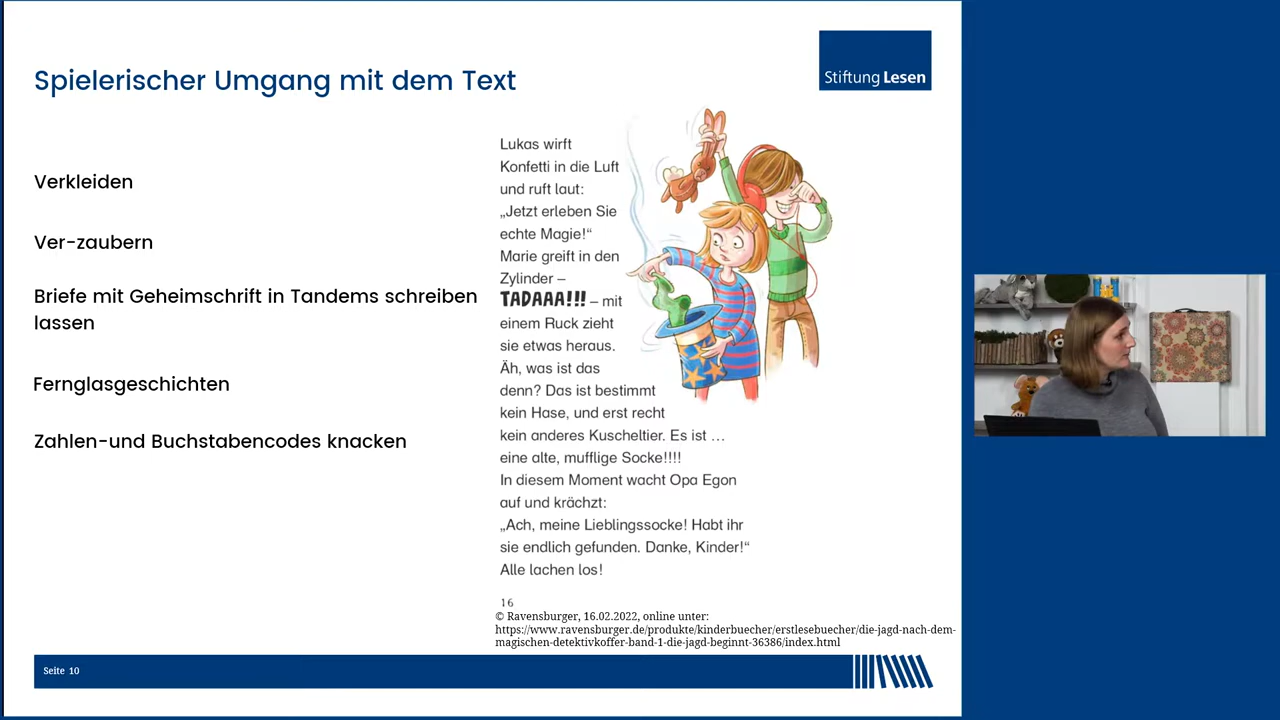 Stiftung Lesen
Spielerischer Umgang mit dem Text
Verkleiden
Ver-zaubern
Briefe mit Geheimschrift in Tandems schreiben
lassen
Fernglasgeschichten
Zahlen-und Buchstabencodes knacken
Lukas wirft
Konfetti in die Luft
und ruft laut:
„Jetzt erleben Sie
echte Magie!“
Marie greift in den
Zylinder –
TADAAA!!! – mit
einem Ruck zieht
sie etwas heraus.
Äh, was ist das
denn? Das ist bestimmt
kein Hase, und erst recht
kein anderes Kuscheltier. Es ist …
eine alte, mufflige Socke!!!!
In diesem Moment wacht Opa Egon
auf und krächzt:
„Ach, meine Lieblingssocke! Habt ihr
sie endlich gefunden. Danke, Kinder!“
Alle lachen los!
16
© Ravensburger, 16.02.2022, online unter:
https://www.ravensburger.de/produkte/kinderbuecher/erstlesebuecher/die-jagd-nach-dem-
magischen-detektivkoffer-band-1-die-jagd-beginnt-36386/index.html
Seite 10